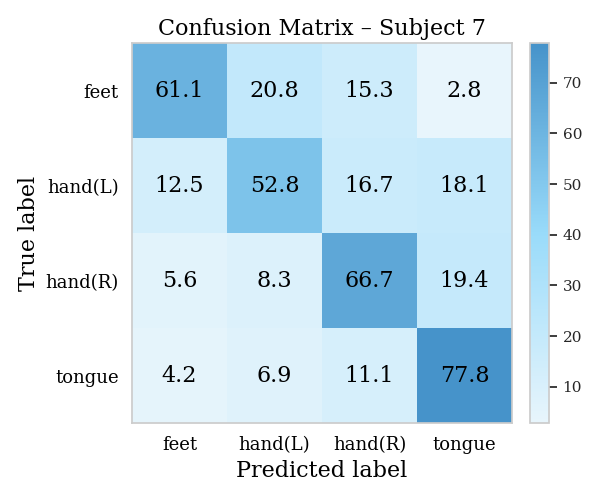 Confusion Matrix – Subject 7
feet 61.1 20.8 15.3 2.8
hand(L) 12.5 52.8 16.7 18.1
hand(R) 5.6 8.3 66.7 19.4
tongue 4.2 6.9 11.1 77.8
feet hand(L) hand(R) tongue
Predicted label
True label
70
60
50
40
30
20
10